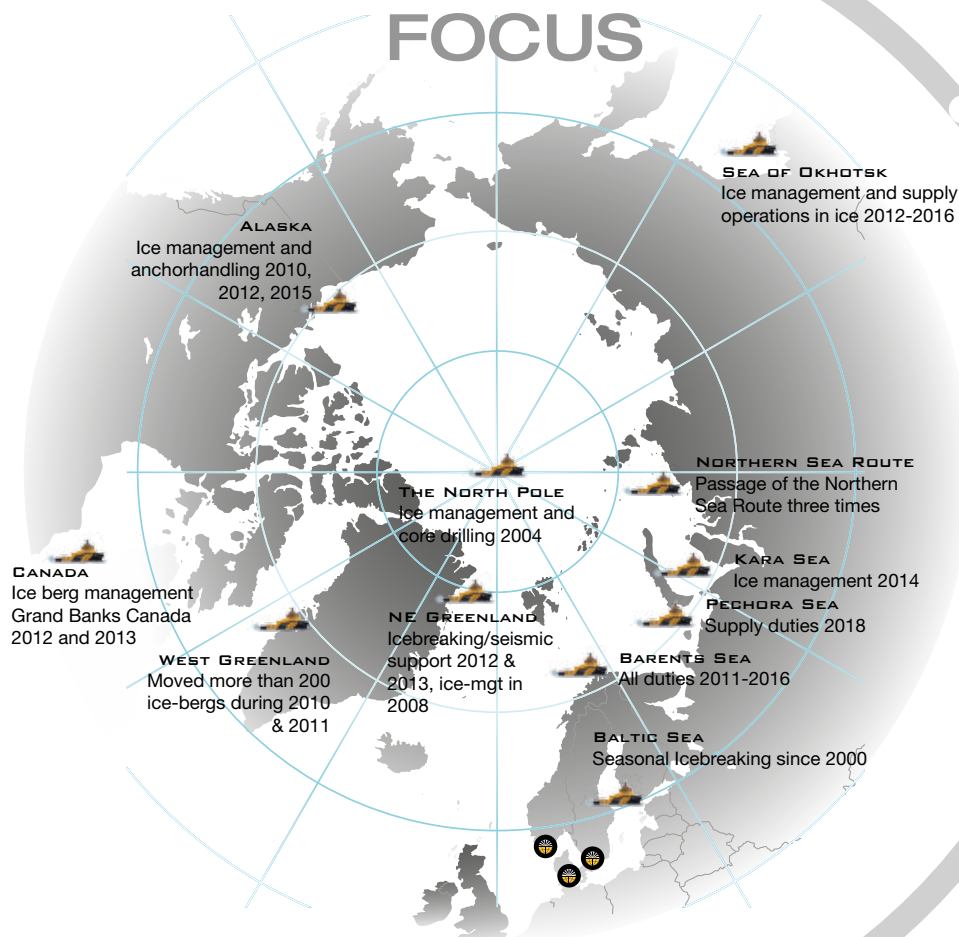 FOCUS
SEA OF OKHOTSK
Ice management and supply
operations in ice 2012-2016
ALASKA
Ice management and
anchorhandling 2010,
2012, 2015
NORTHERN SEA ROUTE
Passage of the Northern
Sea Route three times
THE NORTH POLE
Ice management and
core drilling 2004
KARA SEA
Ice management 2014
CANADA
Ice berg management
Grand Banks Canada
2012 and 2013
PECHORA SEA
Supply duties 2018
NE GREENLAND
Icebreaking/seismic
support 2012 &
2013, ice-mgt in
2008
WEST GREENLAND
Moved more than 200
ice-bergs during 2010
& 2011
BARENTS SEA
All duties 2011-2016
BALTIC SEA
Seasonal Icebreaking since 2000